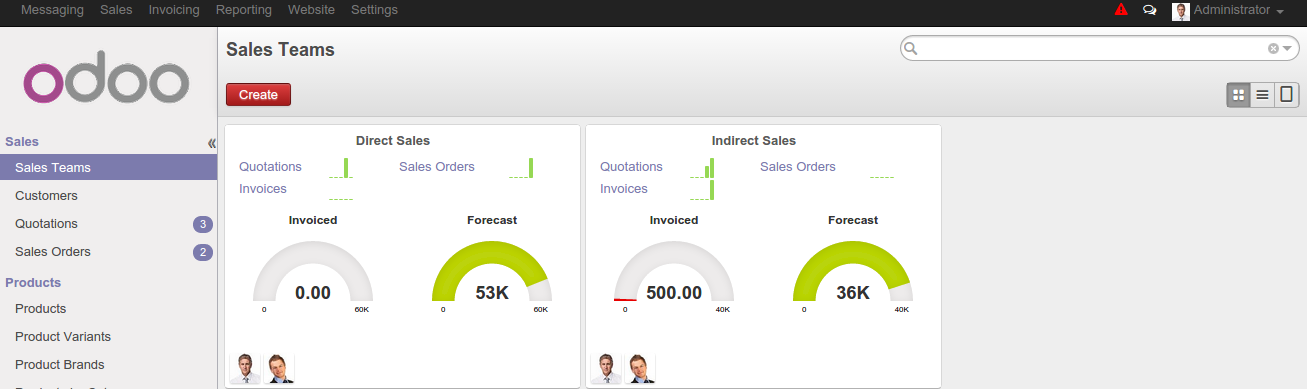 Messaging Sales Invoicing Reporting Website Settings Administrator
odoo
Sales Teams
Create
Sales
Sales Teams
Customers
Quotations 3
Sales Orders 2
Products
Products
Product Variants
Product Brands
Direct Sales
Quotations Sales Orders
Invoices
Invoiced Forecast
0.00 53K
0 60K 0 60K
Indirect Sales
Quotations Sales Orders
Invoices
Invoiced Forecast
500.00 36K
0 40K 0 40K